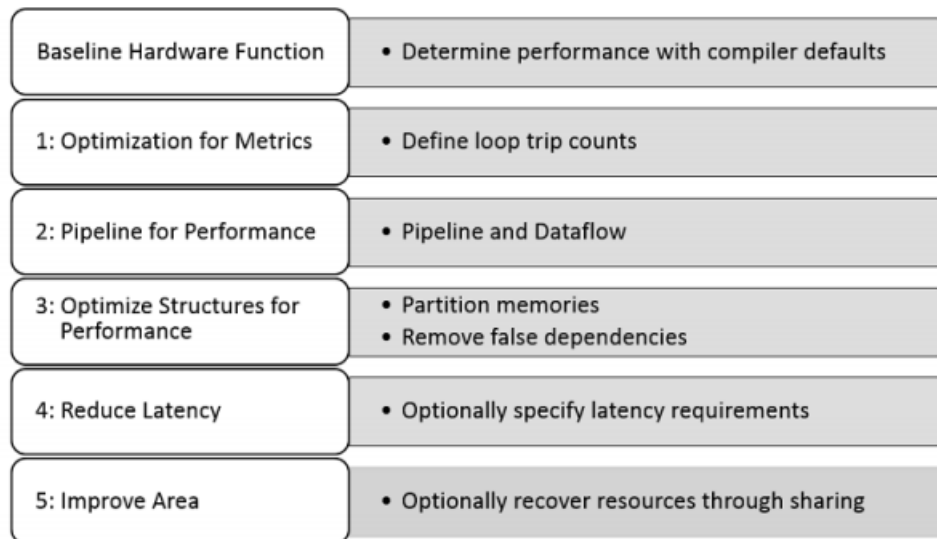 Baseline Hardware Function
• Determine performance with compiler defaults
1: Optimization for Metrics
• Define loop trip counts
2: Pipeline for Performance
• Pipeline and Dataflow
3: Optimize Structures for
Performance
• Partition memories
• Remove false dependencies
4: Reduce Latency
• Optionally specify latency requirements
5: Improve Area
• Optionally recover resources through sharing